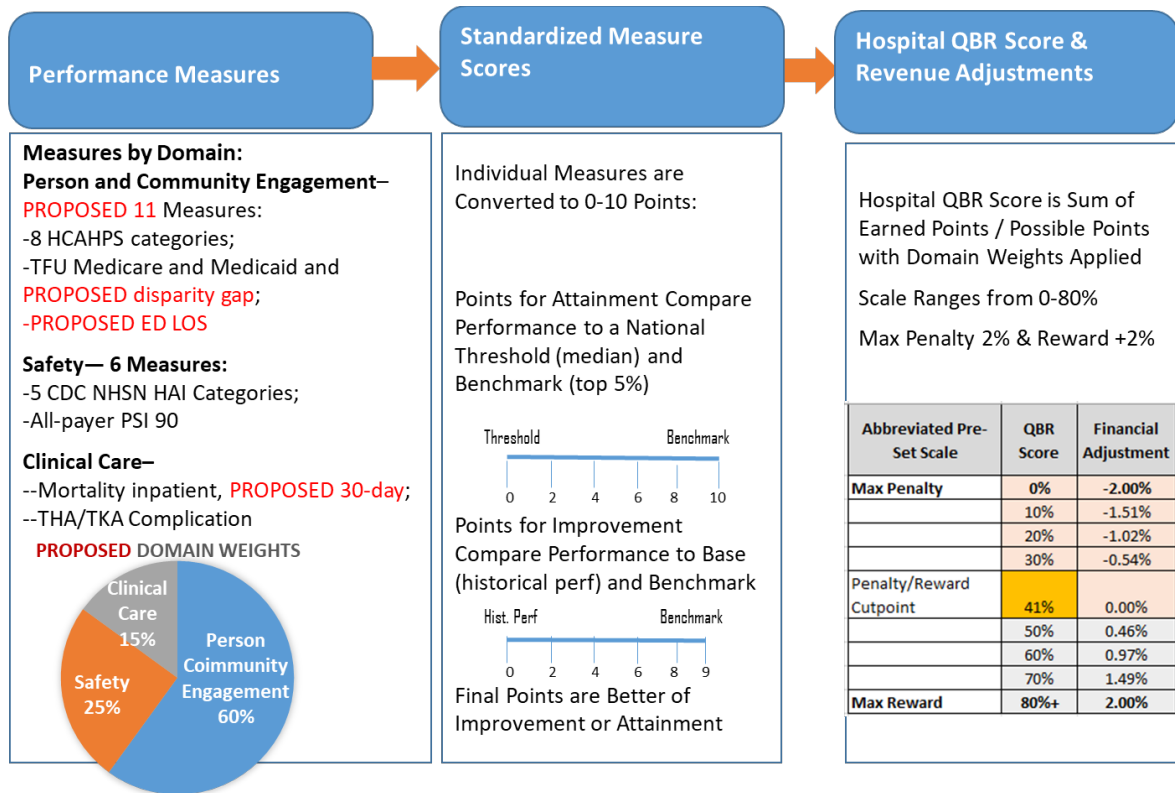 Performance Measures
Standardized Measure
Scores
Hospital QBR Score &
Revenue Adjustments
Measures by Domain:
Person and Community Engagement–
PROPOSED 11 Measures:
-8 HCAHPS categories;
-TFU Medicare and Medicaid and
PROPOSED disparity gap;
-PROPOSED ED LOS
Safety— 6 Measures:
-5 CDC NHSN HAI Categories;
-All-payer PSI 90
Clinical Care–
--Mortality inpatient, PROPOSED 30-day;
--THA/TKA Complication
PROPOSED DOMAIN WEIGHTS
Clinical
Care
15%
Person
Coimmunity
Engagement
60%
Safety
25%
Individual Measures are
Converted to 0-10 Points:
Points for Attainment Compare
Performance to a National
Threshold (median) and
Benchmark (top 5%)
Threshold Benchmark
0 2 4 6 8 10
Points for Improvement
Compare Performance to Base
(historical perf) and Benchmark
Hist. Perf Benchmark
0 2 4 6 8 9
Final Points are Better of
Improvement or Attainment
Hospital QBR Score is Sum of
Earned Points / Possible Points
with Domain Weights Applied
Scale Ranges from 0-80%
Max Penalty 2% & Reward +2%
Abbreviated Pre-
Set Scale
QBR
Score
Financial
Adjustment
Max Penalty 0% -2.00%
10% -1.51%
20% -1.02%
30% -0.54%
Penalty/Reward
Cutpoint 41% 0.00%
50% 0.46%
60% 0.97%
70% 1.49%
Max Reward 80%+ 2.00%